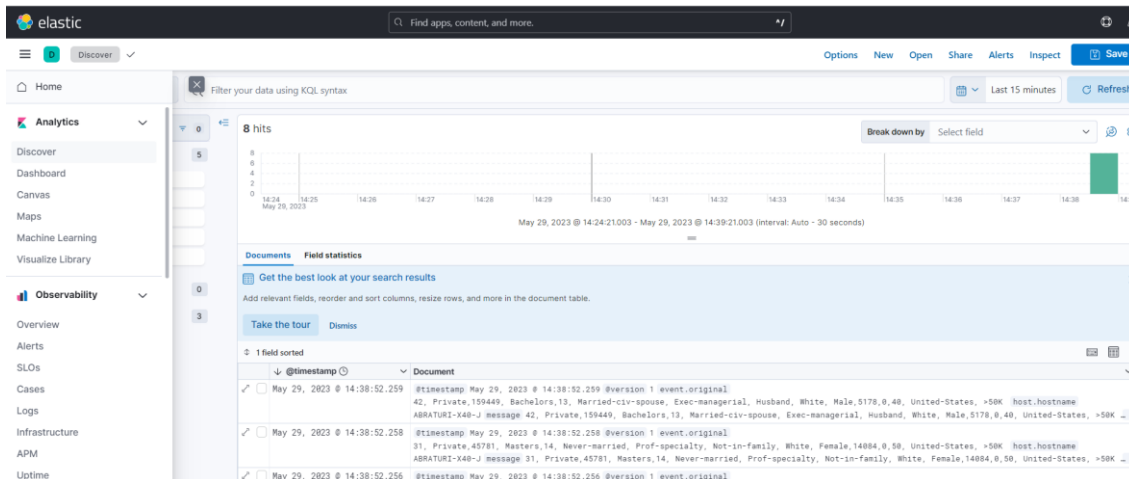 elastic
Find apps, content, and more.
^/
D Discover
Options New Open Share Alerts Inspect Save
Home
Filter your data using KQL syntax
Last 15 minutes
Refresh
Analytics
Discover
Dashboard
Canvas
Maps
Machine Learning
Visualize Library
Observability
Overview
Alerts
SLOs
Cases
Logs
Infrastructure
APM
Uptime
0
5
0
3
8 hits
Break down by Select field
8
6
4
2
0
14:24 14:25 14:26 14:27 14:28 14:29 14:30 14:31 14:32 14:33 14:34 14:35 14:36 14:37 14:38
May 29, 2023
May 29, 2023 @ 14:24:21.003 - May 29, 2023 @ 14:39:21.003 (interval: Auto - 30 seconds)
Documents Field statistics
Get the best look at your search results
Add relevant fields, reorder and sort columns, resize rows, and more in the document table.
Take the tour Dismiss
1 field sorted
@timestamp Document
May 29, 2023 @ 14:38:52.259 @timestamp May 29, 2023 @ 14:38:52.259 @version 1 event.original
42, Private,159449, Bachelors,13, Married-civ-spouse, Exec-managerial, Husband, White, Male,5178,0,40, United-States, >50K host.hostname
ABRATURI-X40-J message 42, Private,159449, Bachelors,13, Married-civ-spouse, Exec-managerial, Husband, White, Male,5178,0,40, United-States, >50K …
May 29, 2023 @ 14:38:52.258 @timestamp May 29, 2023 @ 14:38:52.258 @version 1 event.original
31, Private,45781, Masters,14, Never-married, Prof-specialty, Not-in-family, White, Female,14084,0,50, United-States, >50K host.hostname
ABRATURI-X40-J message 31, Private,45781, Masters,14, Never-married, Prof-specialty, Not-in-family, White, Female,14084,0,50, United-States, >50K …
May 29, 2023 @ 14:38:52.256 @timestamp May 29, 2023 @ 14:38:52.256 @version 1 event.original